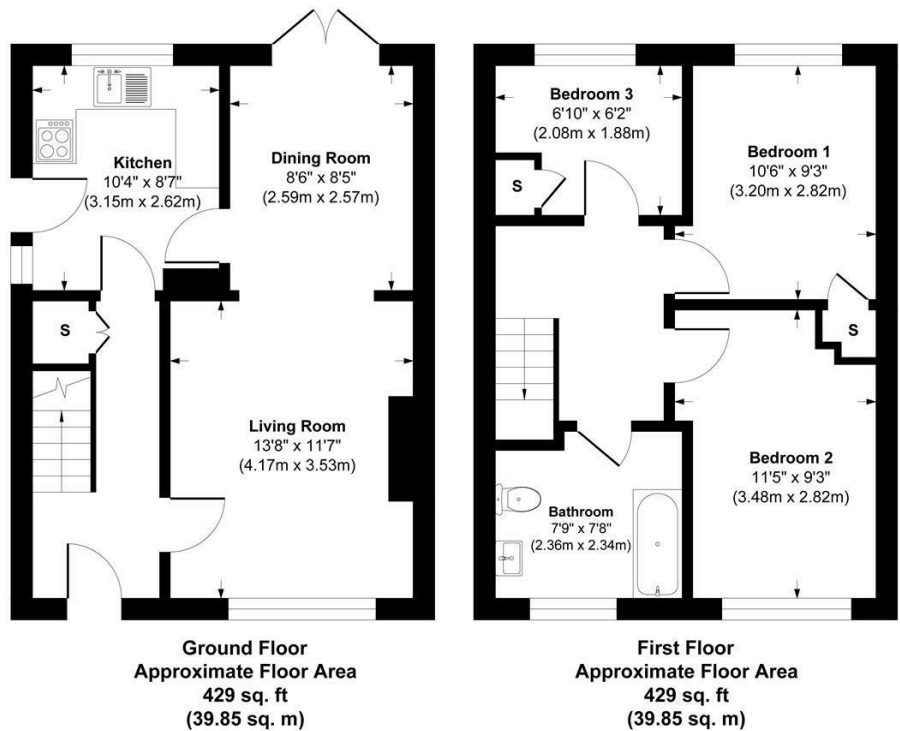 Kitchen
10'4" x 8'7"
(3.15m x 2.62m)
Dining Room
8'6" x 8'5"
(2.59m x 2.57m)
S
Living Room
13'8" x 11'7"
(4.17m x 3.53m)
Ground Floor
Approximate Floor Area
429 sq. ft
(39.85 sq. m)
Bedroom 3
6'10" x 6'2"
(2.08m x 1.88m)
Bedroom 1
10'6" x 9'3"
(3.20m x 2.82m)
S
S
Bedroom 2
11'5" x 9'3"
(3.48m x 2.82m)
Bathroom
7'9" x 7'8"
(2.36m x 2.34m)
First Floor
Approximate Floor Area
429 sq. ft
(39.85 sq. m)